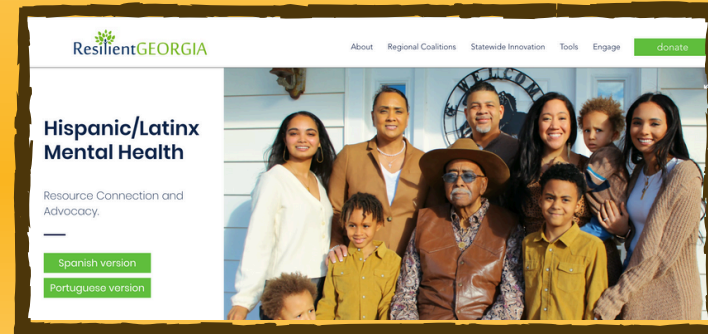 ResilientGEORGIA
About Regional Coalitions Statewide Innovation Tools Engage donate
WELCOM
Hispanic/Latinx
Mental Health
Resource Connection and
Advocacy.
Spanish version
Portuguese version